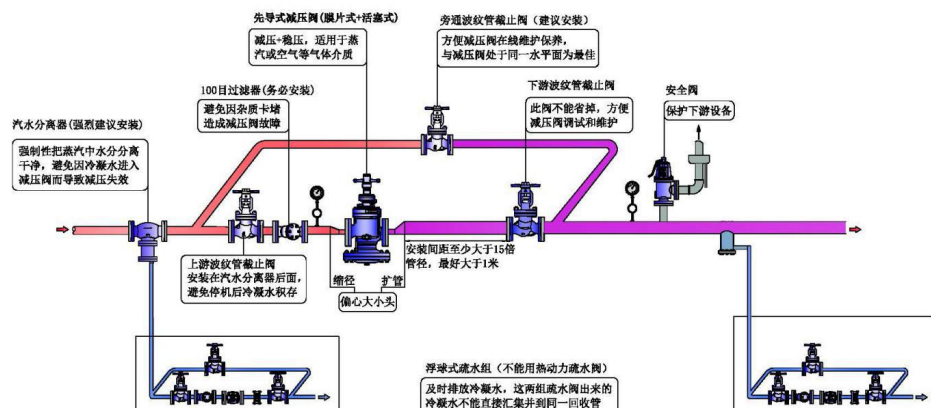 先导式减压阀(膜片式+活塞式)
减压+稳压，适用于蒸
汽或空气等气体介质
旁通波纹管截止阀（建议安装）
方便减压阀在线维护保养，
与减压阀处于同一水平面为最佳
100目过滤器(务必安装)
避免因杂质卡堵
造成减压阀故障
下游波纹管截止阀
此阀不能省掉，方便
减压阀调试和维护
安全阀
保护下游设备
汽水分离器(强烈建议安装)
强制性把蒸汽中水分分离
干净，避免因冷凝水进入
减压阀而导致减压失效
上游波纹管截止阀
安装在汽水分离器后面，
避免停机后冷凝水积存
缩径
扩管
偏心大小头
安装间距至少大于15倍
管径，最好大于1米
浮球式疏水组（不能用热动力疏水阀）
及时排放冷凝水，这两组疏水阀出来的
冷凝水不能直接汇集并到同一回收管